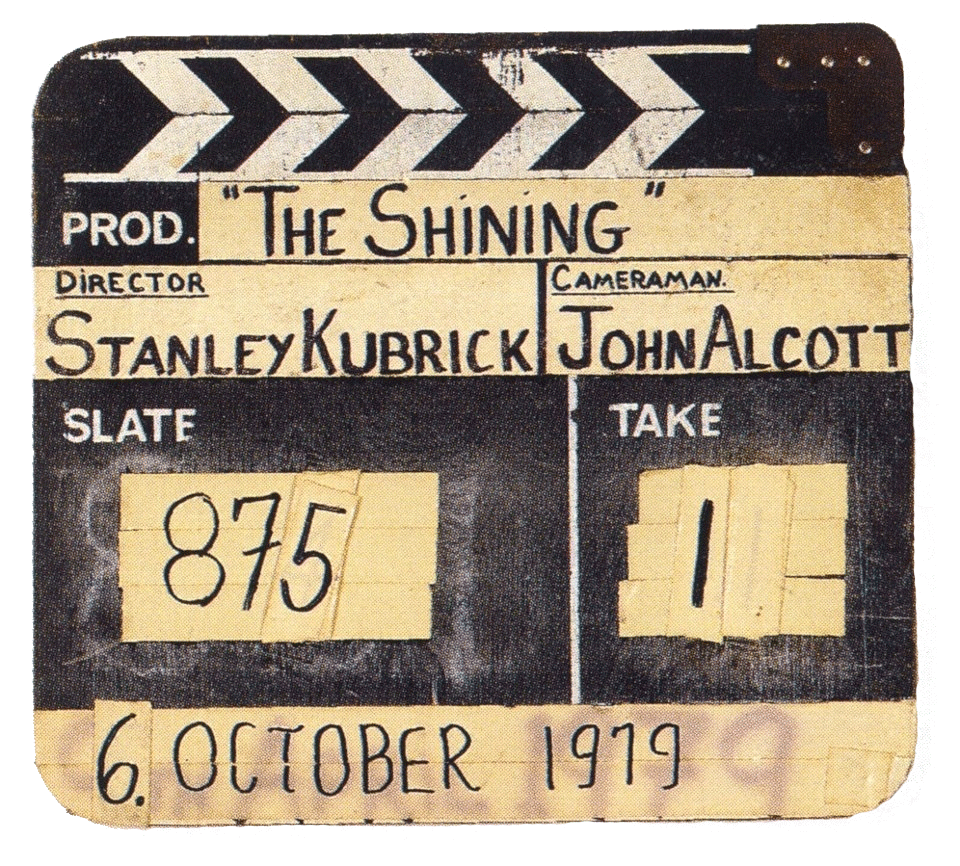 PROD. "THE SHINING"
DIRECTOR
STANLEY KUBRICK
CAMERAMAN.
JOHN ALCOTT
SLATE
875
TAKE
1
6. OCTOBER 1979